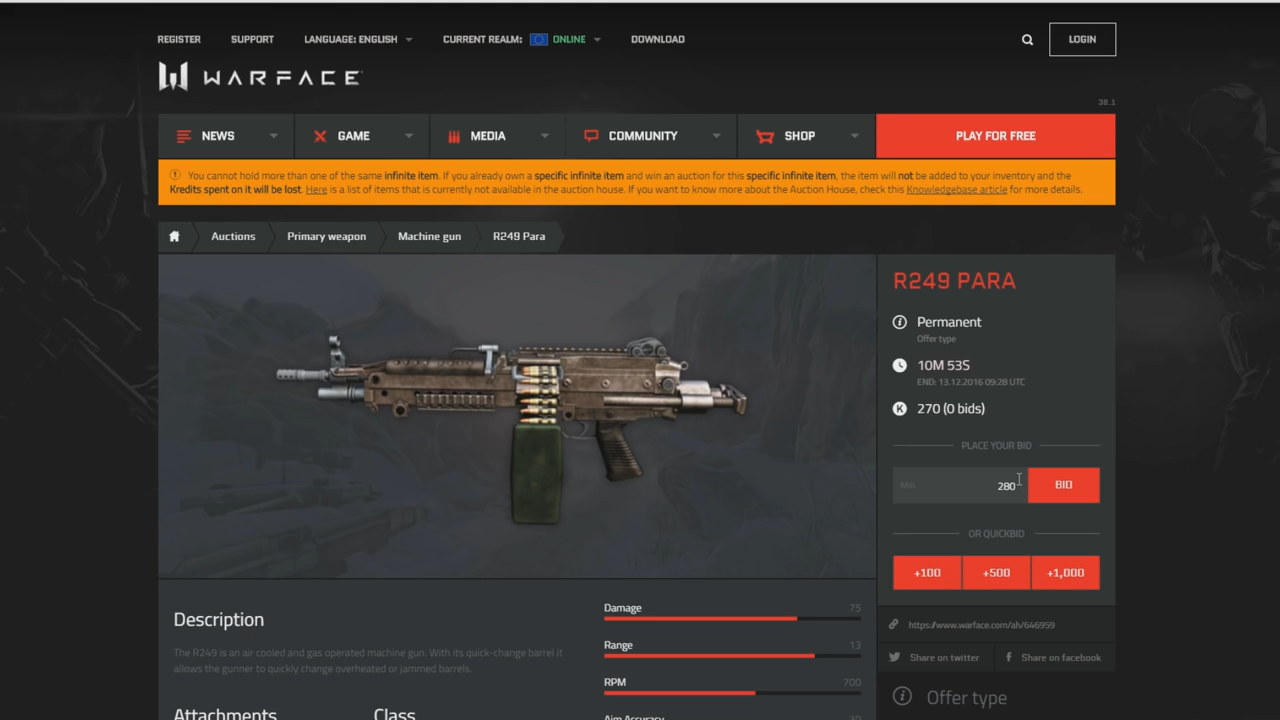 REGISTER SUPPORT LANGUAGE: ENGLISH CURRENT REALM: ONLINE DOWNLOAD LOGIN
WARFACE
38.1
NEWS GAME MEDIA COMMUNITY SHOP PLAY FOR FREE
You cannot hold more than one of the same infinite item. If you already own a specific infinite item and win an auction for this specific infinite item, the item will not be added to your inventory and the
Kredits spent on it will be lost. Here is a list of items that is currently not available in the auction house. If you want to know more about the Auction House, check this Knowledgebase article for more details.
Auctions Primary weapon Machine gun R249 Para
R249 PARA
Permanent
Offer type
10M 53S
END: 13.12.2016 09:28 UTC
K 270 (0 bids)
PLACE YOUR BID
Min. 280 BID
OR QUICKBID
+100 +500 +1,000
https://www.warface.com/ah/646959
Share on twitter Share on facebook
Offer type
Description
The R249 is an air cooled and gas operated machine gun. With its quick-change barrel it
allows the gunner to quickly change overheated or jammed barrels.
Attachments Class
Damage 75
Range 13
RPM 700
Aim Accuracy 30